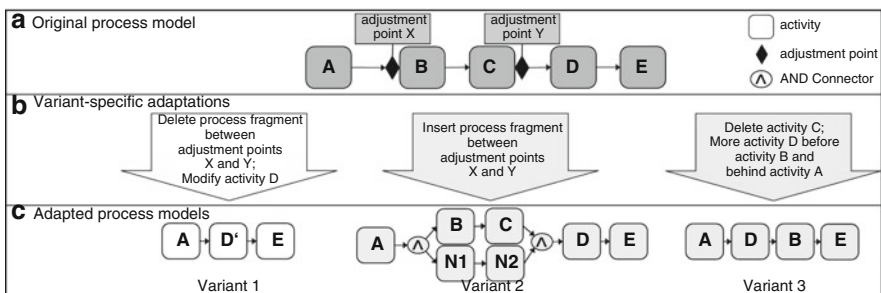 a Original process model
adjustment
point X
adjustment
point Y
A
B
C
D
E
activity
adjustment point
Λ AND Connector
b Variant-specific adaptations
Delete process fragment
between
adjustment points
X and Y;
Modify activity D
Insert process fragment
between
adjustment points
X and Y
Delete activity C;
More activity D before
activity B and
behind activity A
c Adapted process models
A
D‘
E
Variant 1
A
Λ
B
C
N1
N2
Λ
D
E
Variant 2
A
D
B
E
Variant 3